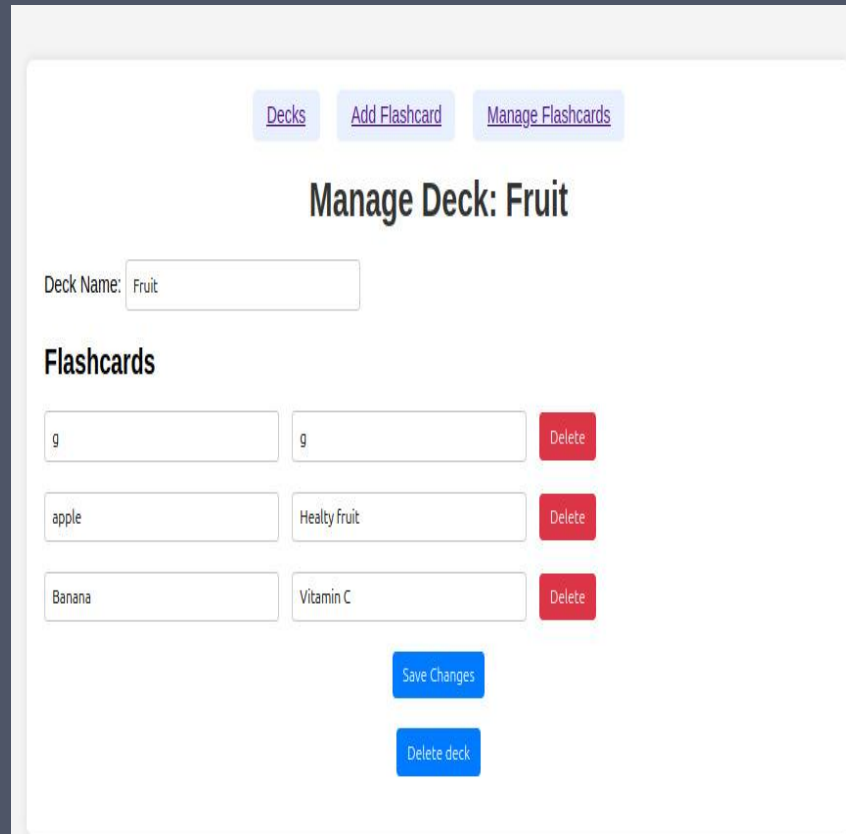 Decks Add Flashcard Manage Flashcards
Manage Deck: Fruit
Deck Name: Fruit
Flashcards
g g Delete
apple Healty fruit Delete
Banana Vitamin C Delete
Save Changes
Delete deck